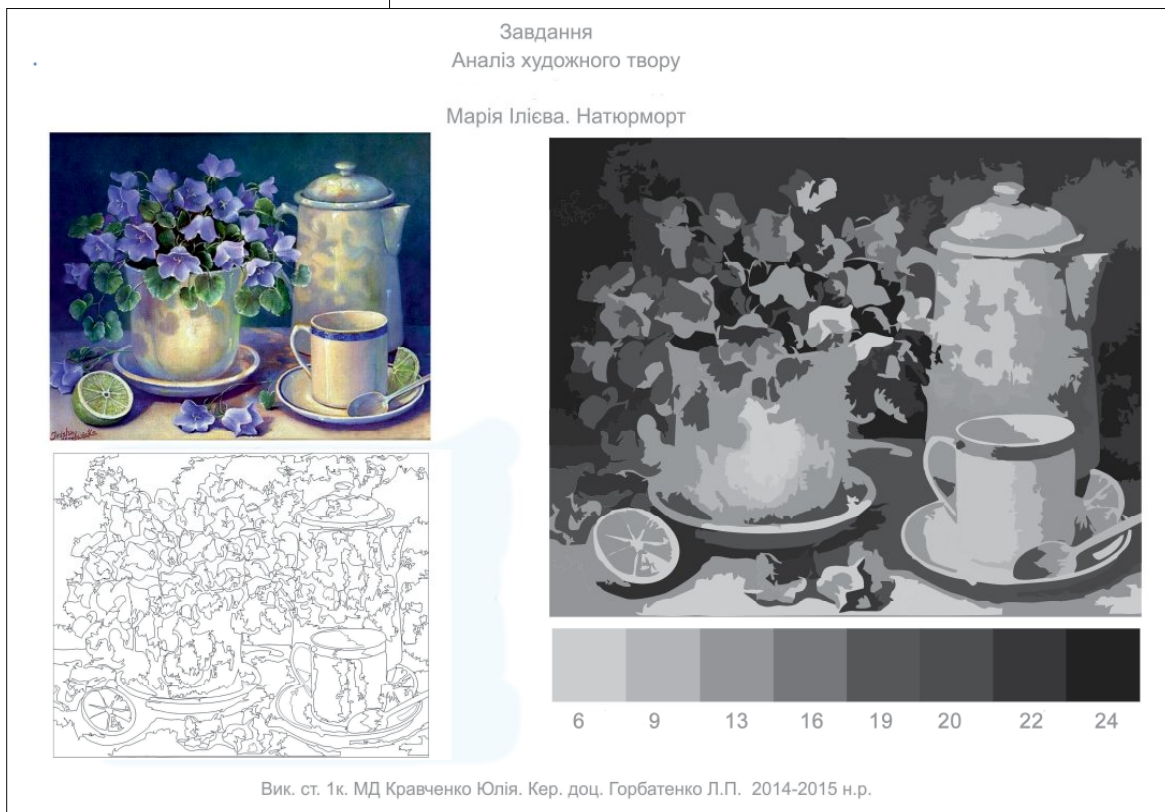 Завдання
Аналіз художного твору
Марія Ілієва. Натюрморт
6 9 13 16 19 20 22 24
Вик. ст. 1к. МД Кравченко Юлія. Кер. доц. Горбатенко Л.П. 2014-2015 н.р.